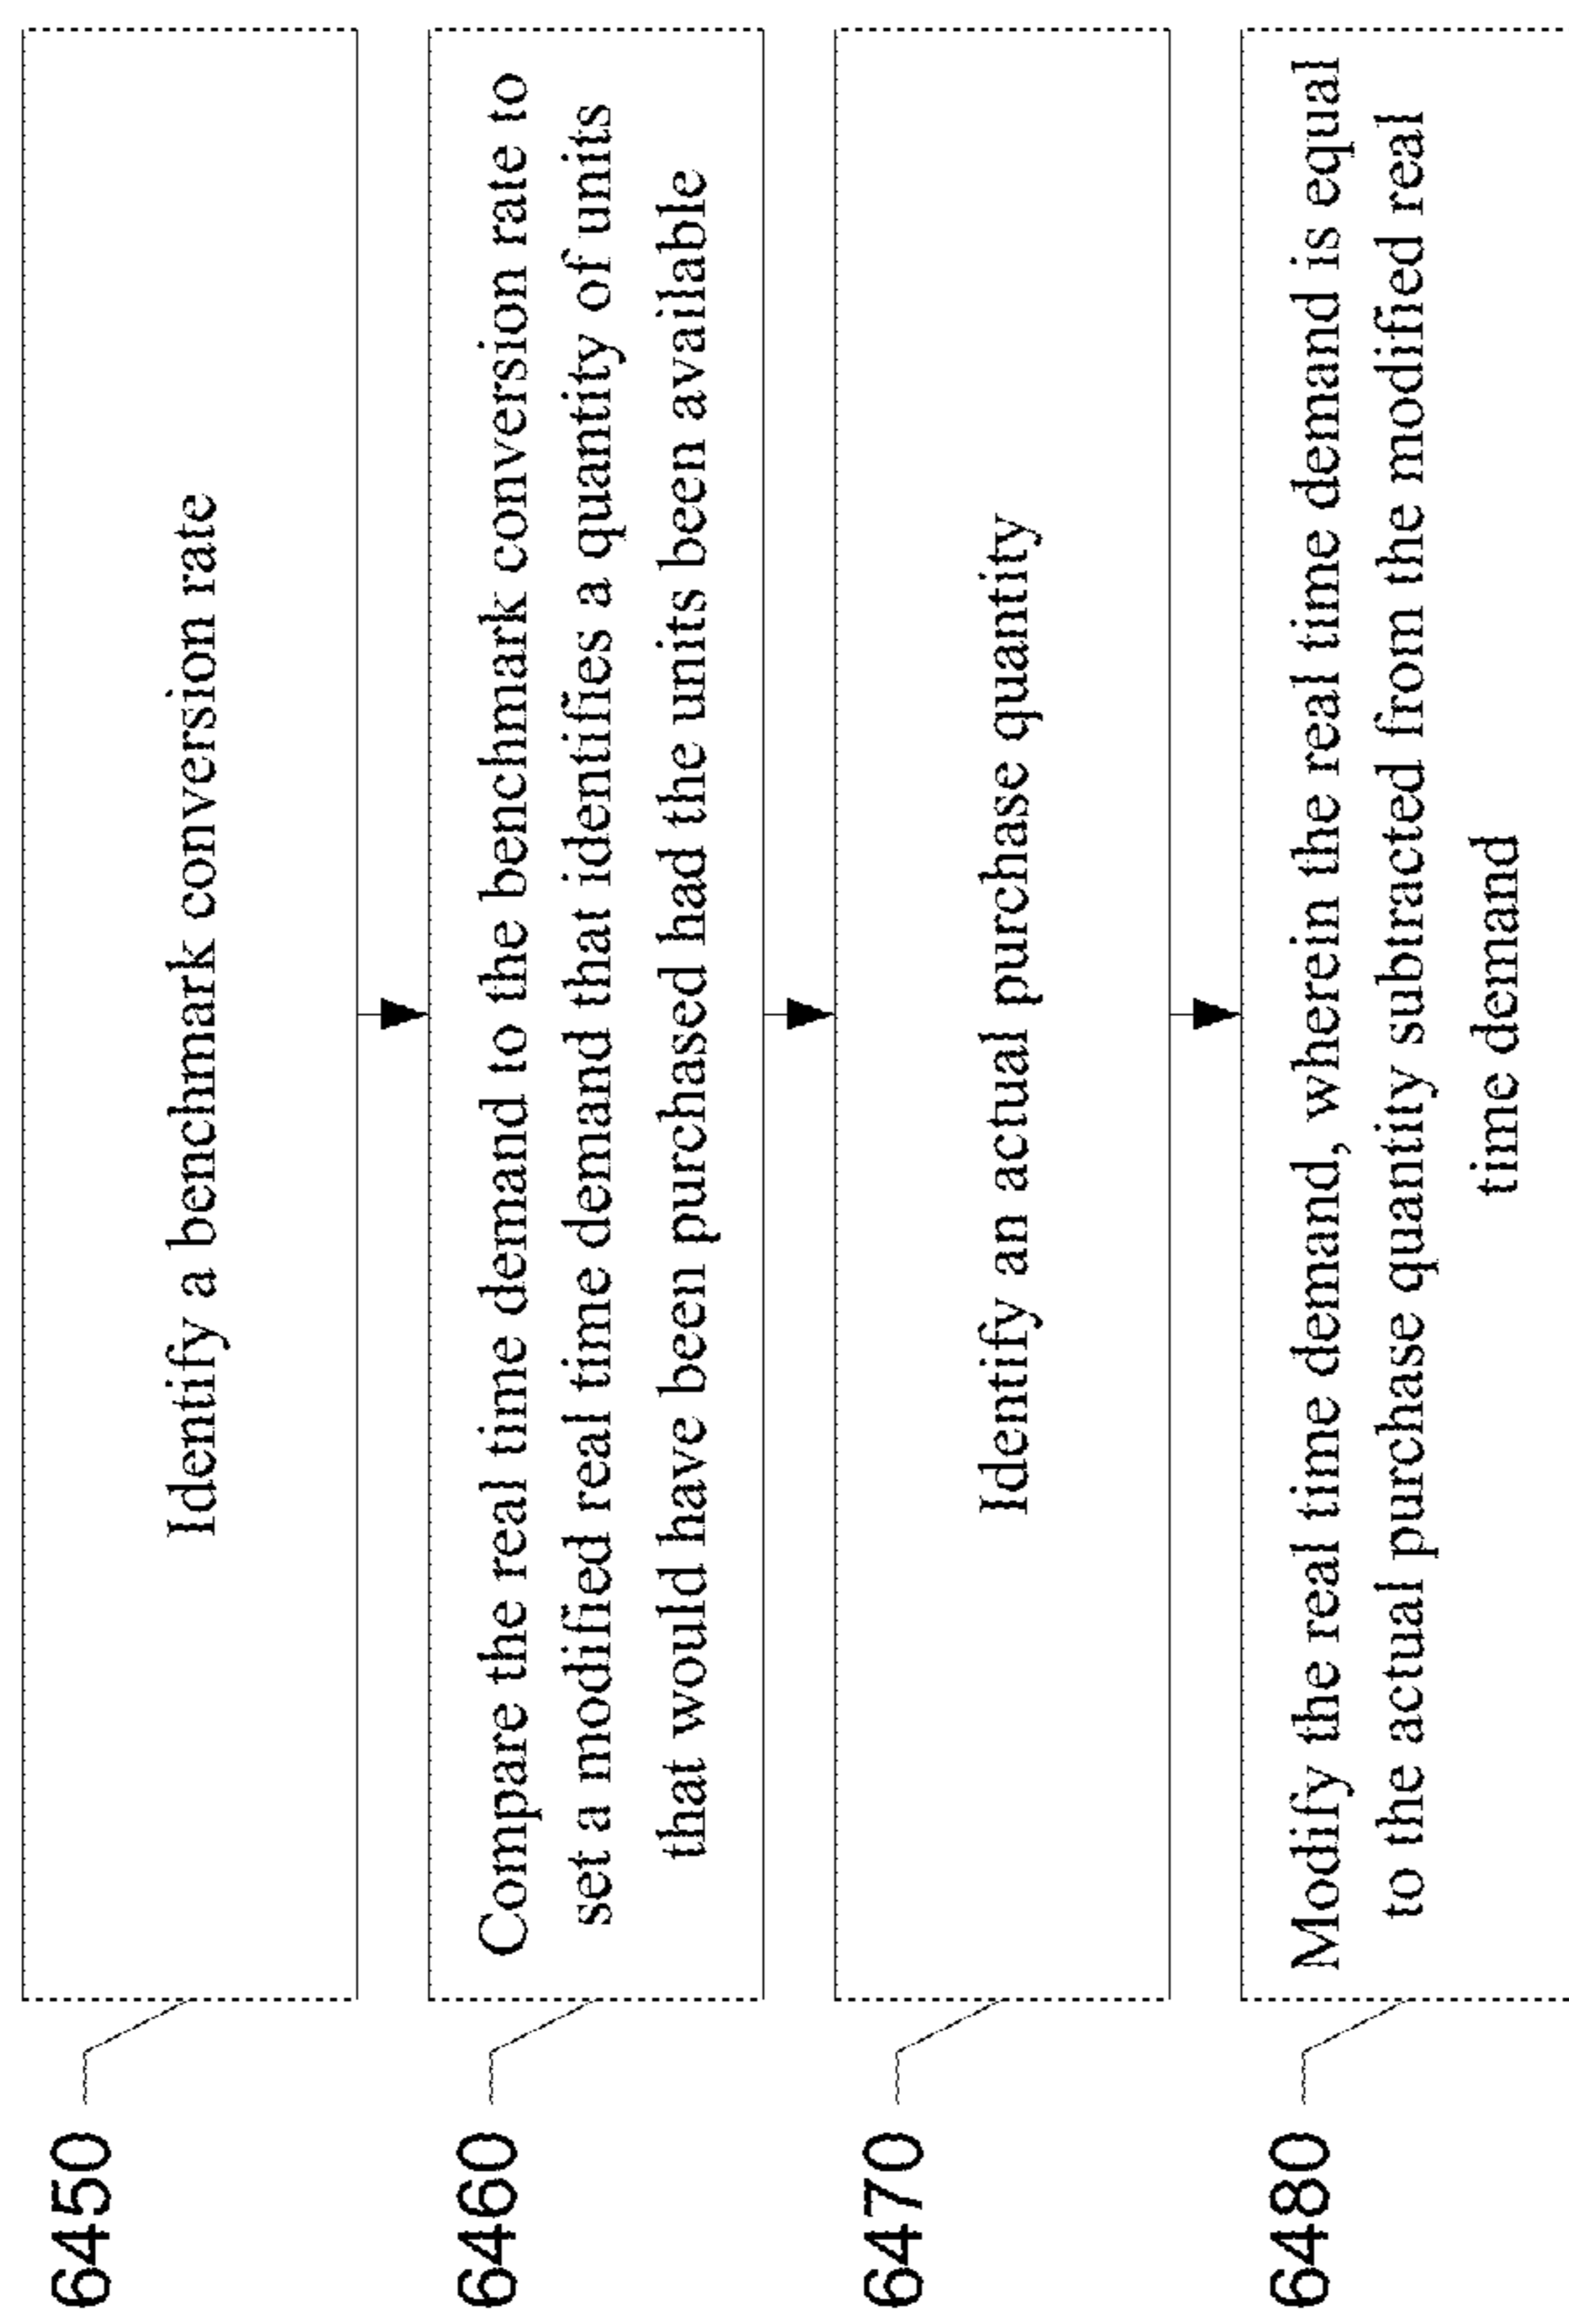 6450
Identify a benchmark conversion rate
6460
Compare the real time demand to the benchmark conversion rate to
set a modified real time demand that identifies a quantity of units
that would have been purchased had the units been available
6470
Identify an actual purchase quantity
6480
Modify the real time demand, wherein the real time demand is equal
to the actual purchase quantity subtracted from the modified real
time demand